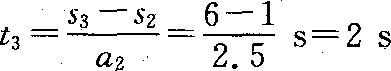 t₃ = (s₃ − s₂) / a₂ = (6 − 1) / 2.5 s = 2 s